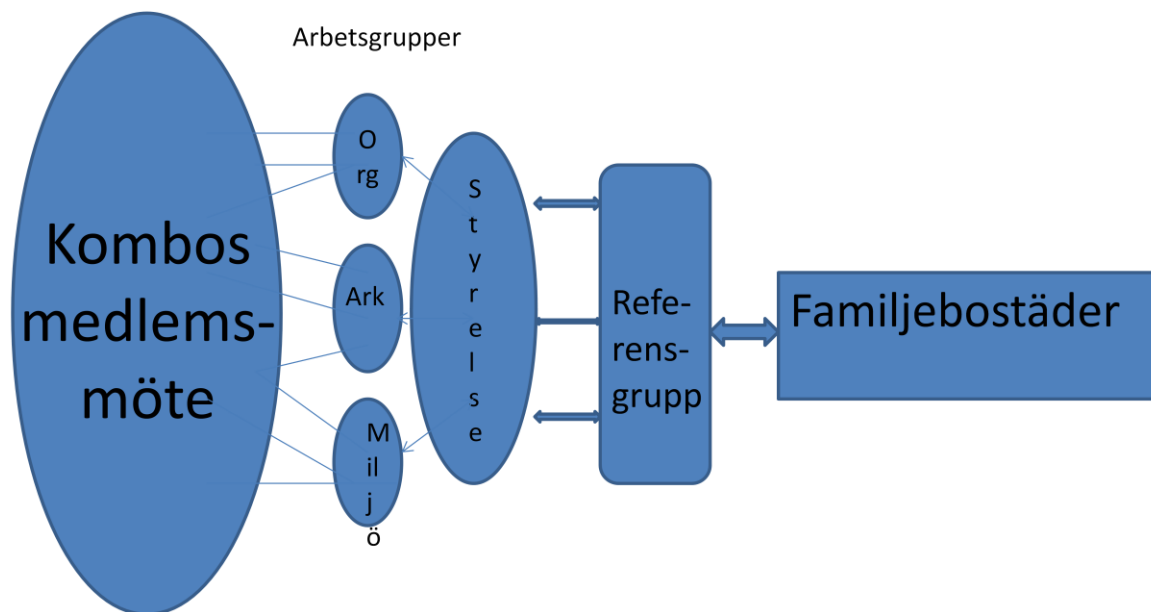 Arbetsgrupper
Kombos
medlems-
möte
O
rg
Ark
M
il
j
ö
S
t
y
r
e
l
s
e
Refe-
rens-
grupp
Familjebostäder